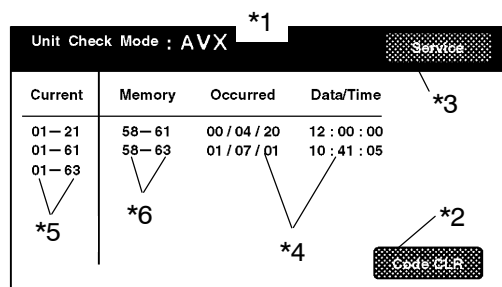 *1
Unit Check Mode : AVX
Service
*3
Current Memory Occurred Data/Time
01–21 58–61 00/04/20 12:00:00
01–61 58–63 01/07/01 10:41:05
01–63
*5
*6
*4
*2
Code CLR